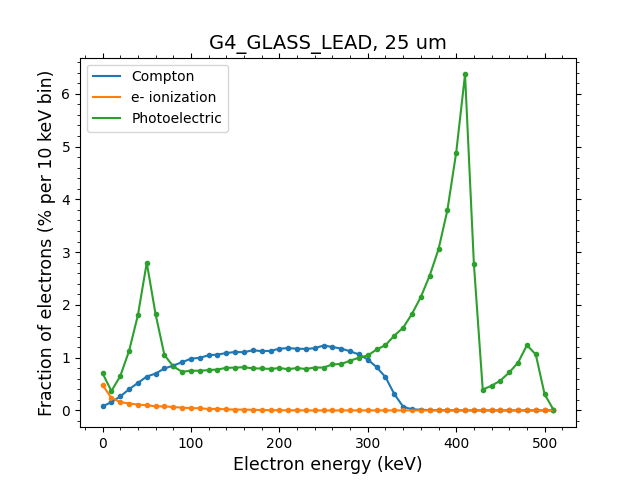 G4_GLASS_LEAD, 25 um
Compton
e- ionization
Photoelectric
Fraction of electrons (% per 10 keV bin)
6
5
4
3
2
1
0
0 100 200 300 400 500
Electron energy (keV)